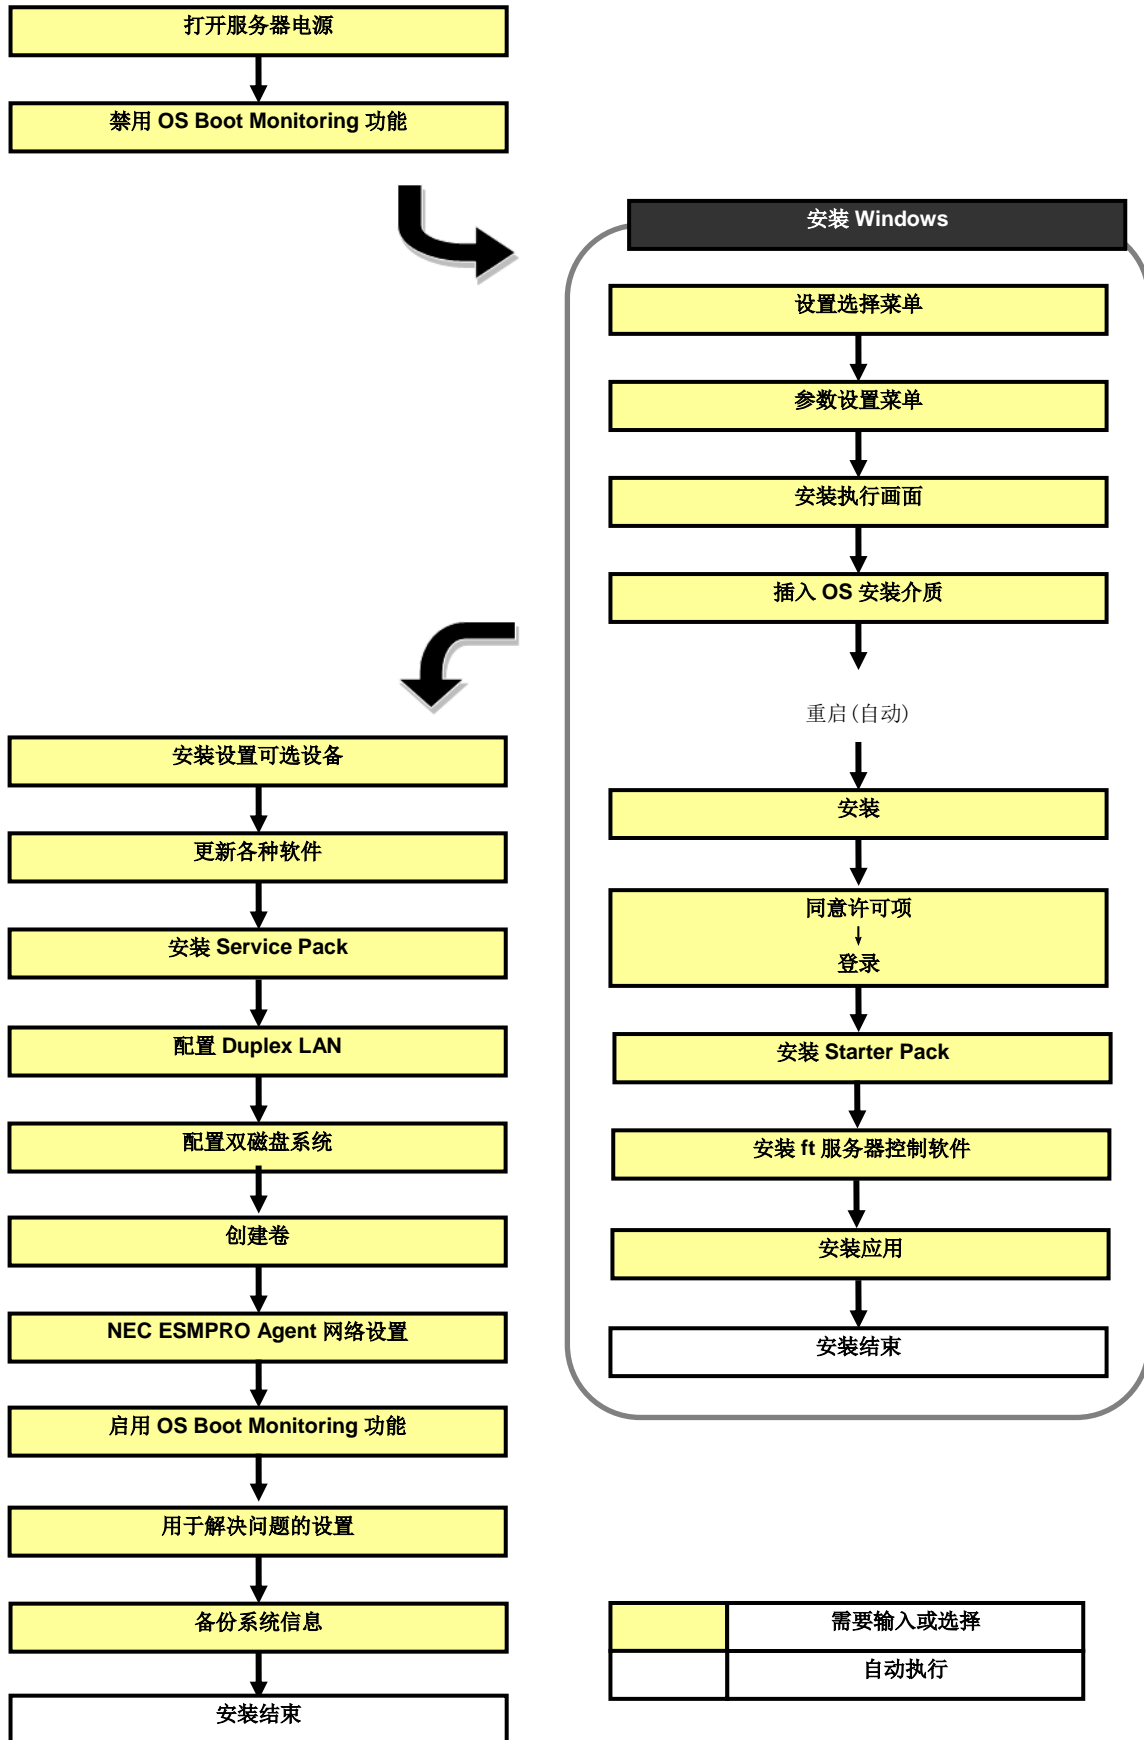 打开服务器电源
禁用 OS Boot Monitoring 功能
安装 Windows
设置选择菜单
参数设置菜单
安装执行画面
插入 OS 安装介质
重启(自动)
安装
同意许可项
↓
登录
安装 Starter Pack
安装 ft 服务器控制软件
安装应用
安装结束
安装设置可选设备
更新各种软件
安装 Service Pack
配置 Duplex LAN
配置双磁盘系统
创建卷
NEC ESMPRO Agent 网络设置
启用 OS Boot Monitoring 功能
用于解决问题的设置
备份系统信息
安装结束
需要输入或选择
自动执行